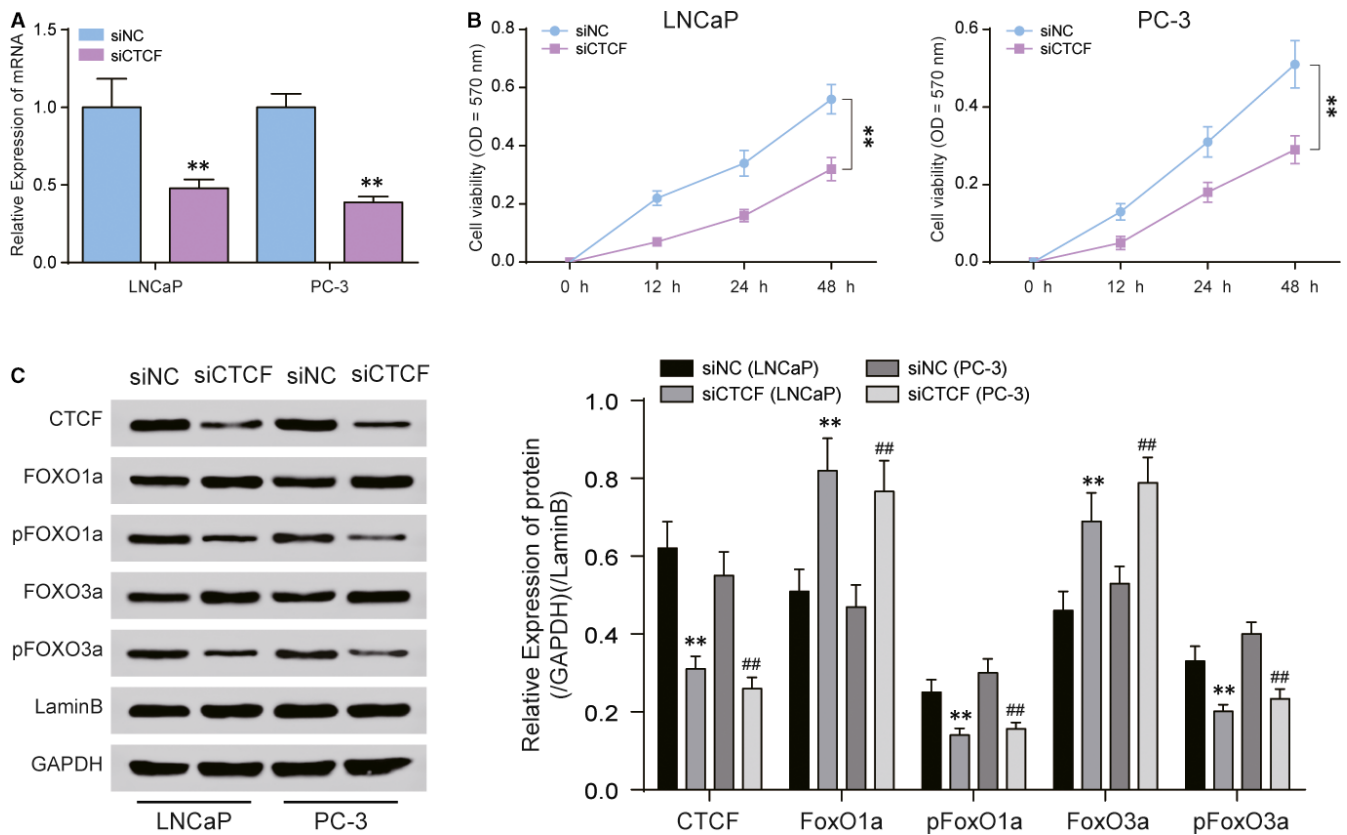 A
Relative Expression of mRNA
1.5
1.0
0.5
0.0
siNC
siCTCF
**
**
LNCaP
PC-3
B
LNCaP
Cell viability (OD = 570 nm)
0.8
0.6
0.4
0.2
0.0
siNC
siCTCF
**
0 h
12 h
24 h
48 h
PC-3
Cell viability (OD = 570 nm)
0.6
0.4
0.2
0.0
siNC
siCTCF
**
0 h
12 h
24 h
48 h
C
siNC siCTCF siNC siCTCF
CTCF
FOXO1a
pFOXO1a
FOXO3a
pFOXO3a
LaminB
GAPDH
LNCaP
PC-3
siNC (LNCaP)
siCTCF (LNCaP)
siNC (PC-3)
siCTCF (PC-3)
Relative Expression of protein
(/GAPDH)(/LaminB)
1.0
0.8
0.6
0.4
0.2
0.0
**
##
**
##
**
##
**
##
**
##
CTCF
FoxO1a
pFoxO1a
FoxO3a
pFoxO3a